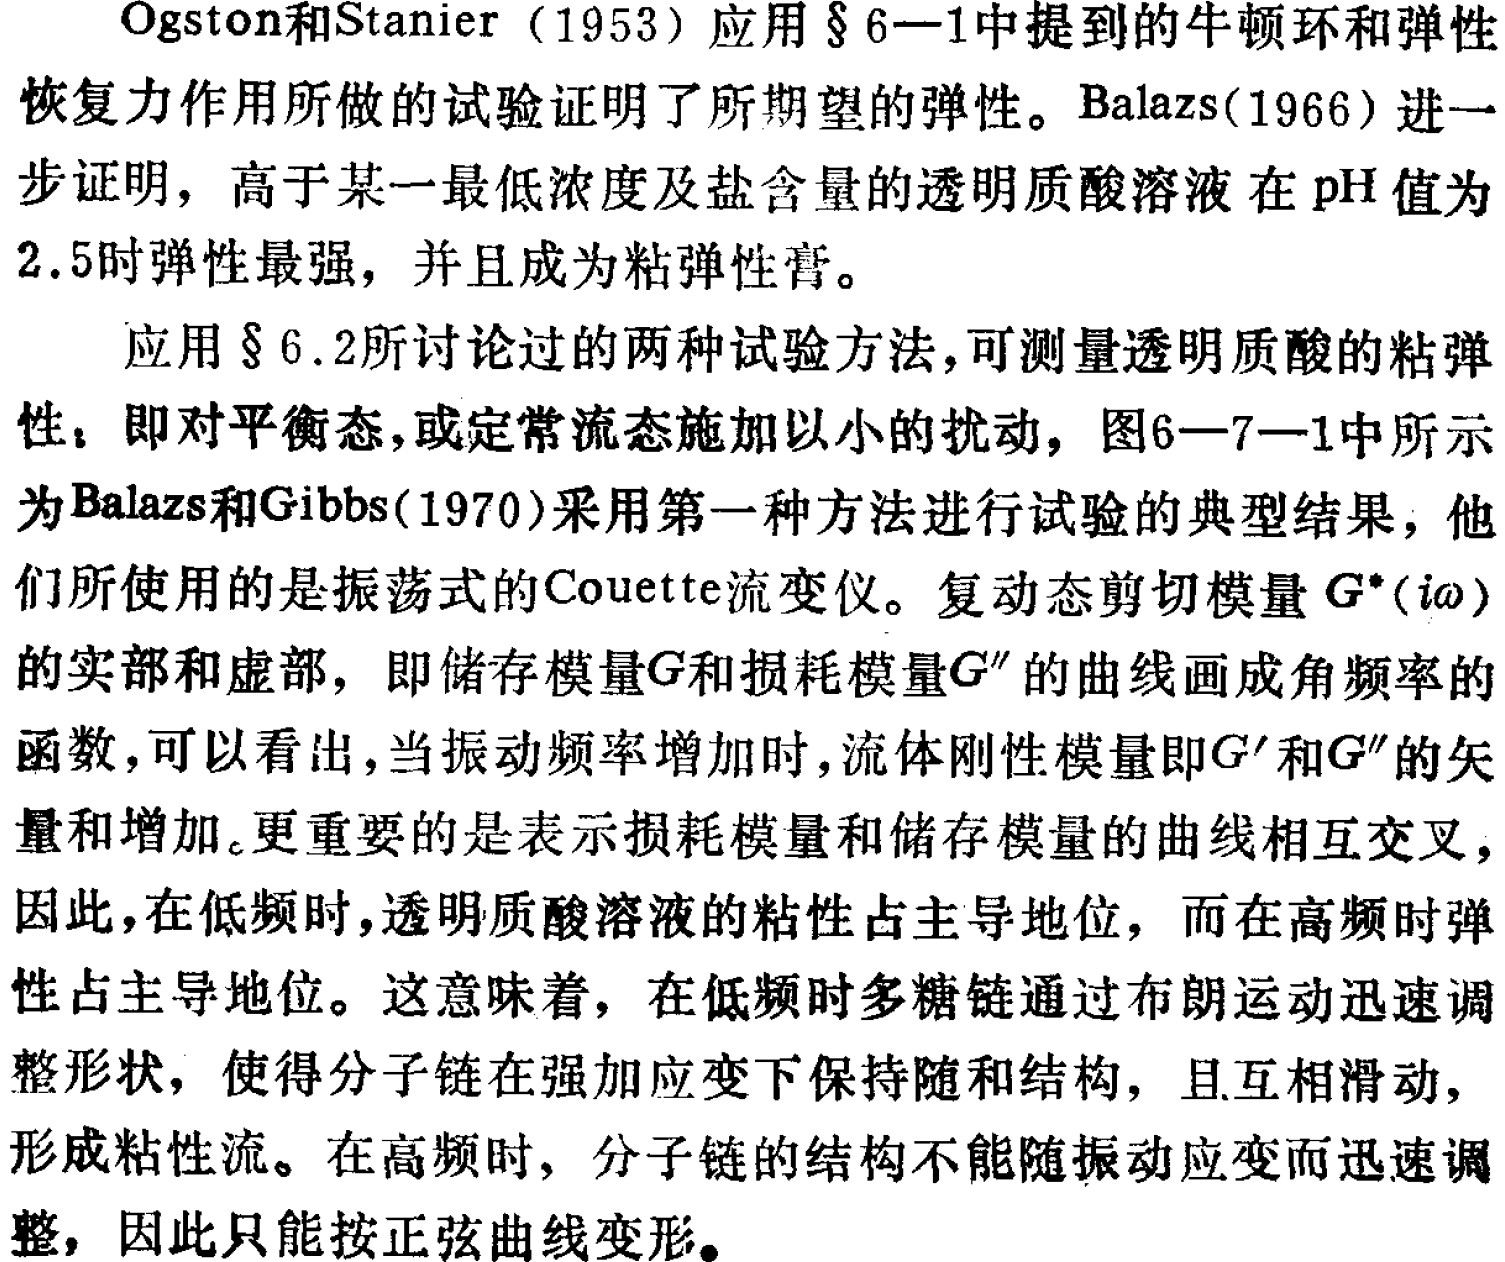 Ogston和Stanier（1953）应用§6—1中提到的牛顿环和弹性
恢复力作用所做的试验证明了所期望的弹性。Balazs(1966) 进一
步证明，高于某一最低浓度及盐含量的透明质酸溶液在pH值为
2.5时弹性最强，并且成为粘弹性膏。
应用§6.2所讨论过的两种试验方法，可测量透明质酸的粘弹
性：即对平衡态，或定常流态施加以小的扰动，图6—7—1中所示
为Balazs和Gibbs(1970)采用第一种方法进行试验的典型结果，他
们所使用的是振荡式的Couette流变仪。复动态剪切模量 G*(iω)
的实部和虚部，即储存模量G和损耗模量G″的曲线画成角频率的
函数，可以看出，当振动频率增加时，流体刚性模量即G′和G″的矢
量和增加。更重要的是表示损耗模量和储存模量的曲线相互交叉，
因此，在低频时，透明质酸溶液的粘性占主导地位，而在高频时弹
性占主导地位。这意味着，在低频时多糖链通过布朗运动迅速调
整形状，使得分子链在强加应变下保持随和结构，且互相滑动，
形成粘性流。在高频时，分子链的结构不能随振动应变而迅速调
整，因此只能按正弦曲线变形。